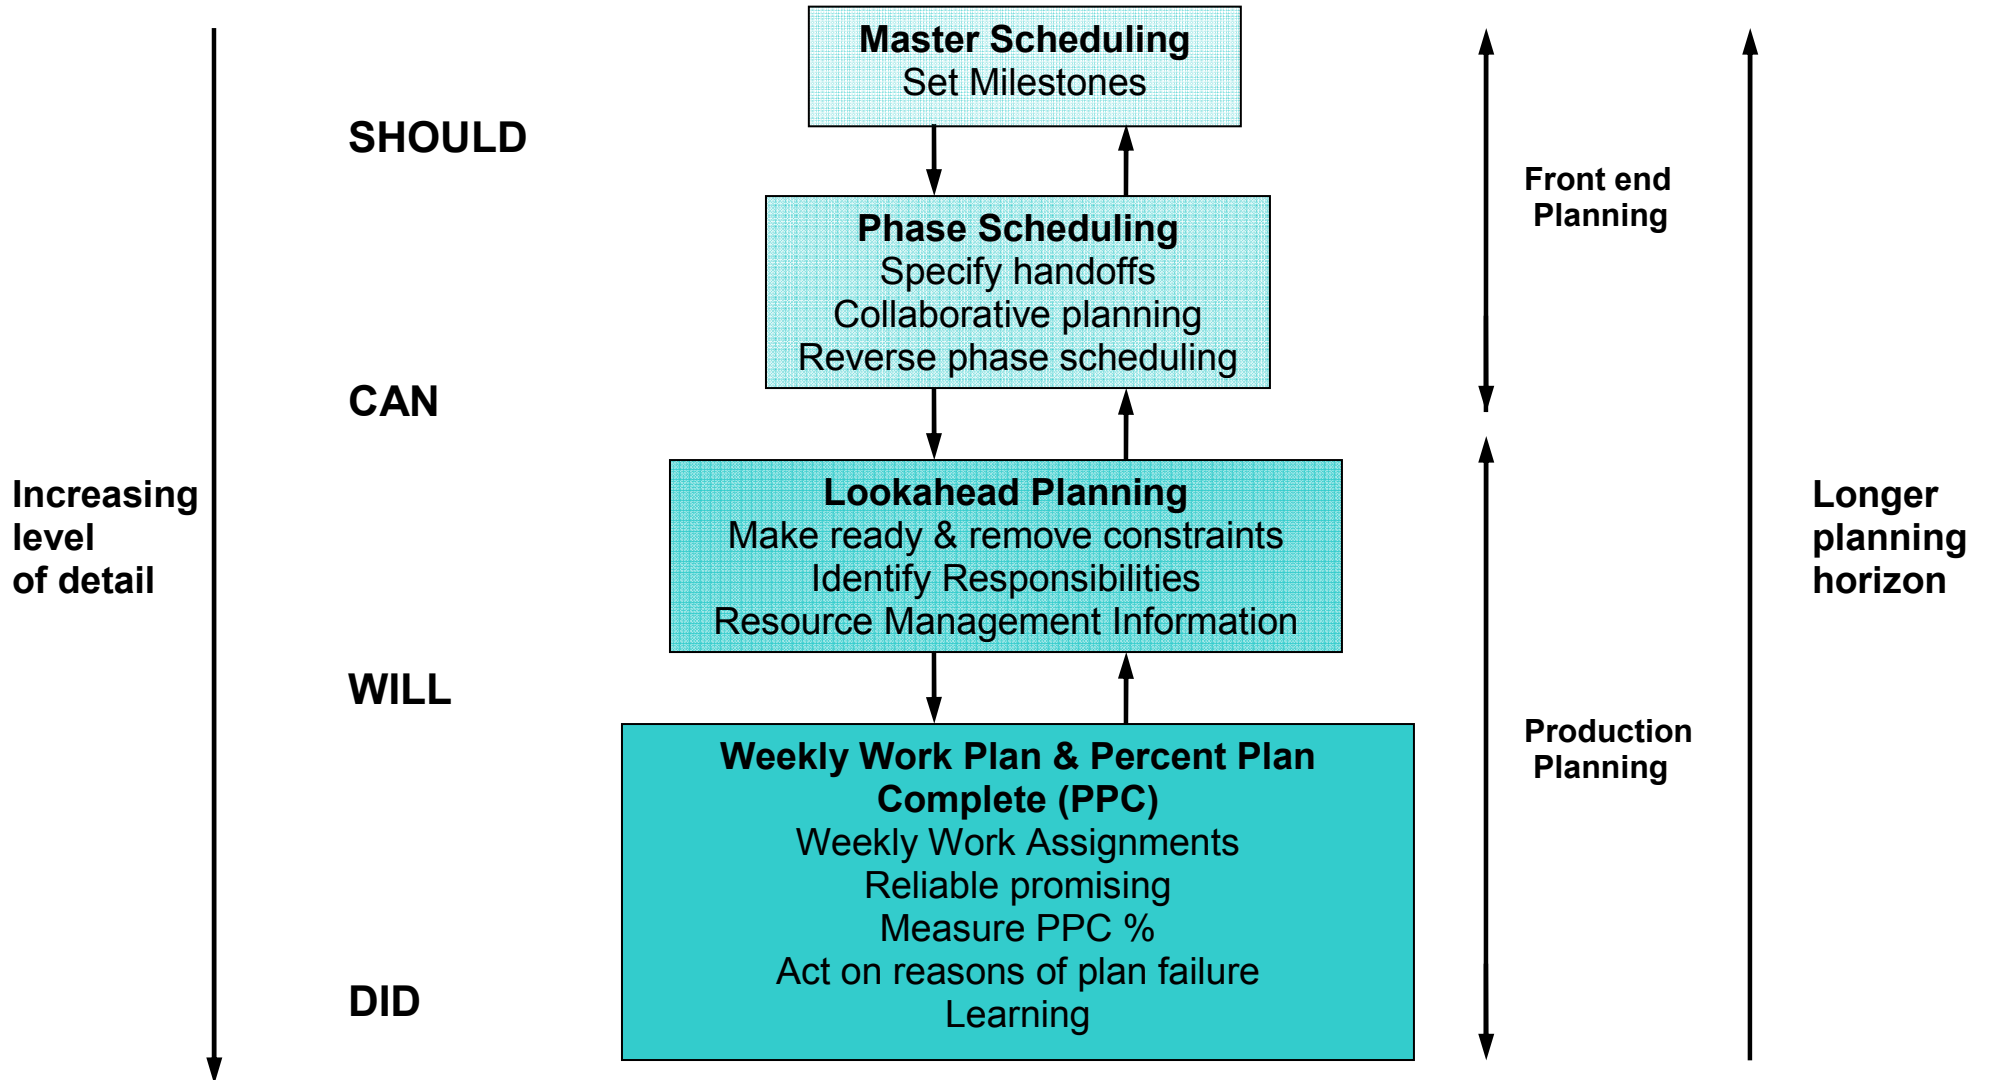 Master Scheduling
Set Milestones
SHOULD
Front end
Planning
Phase Scheduling
Specify handoffs
Collaborative planning
Reverse phase scheduling
CAN
Increasing
level
of detail
Lookahead Planning
Make ready & remove constraints
Identify Responsibilities
Resource Management Information
Longer
planning
horizon
WILL
Production
Planning
Weekly Work Plan & Percent Plan
Complete (PPC)
Weekly Work Assignments
Reliable promising
Measure PPC %
Act on reasons of plan failure
Learning
DID